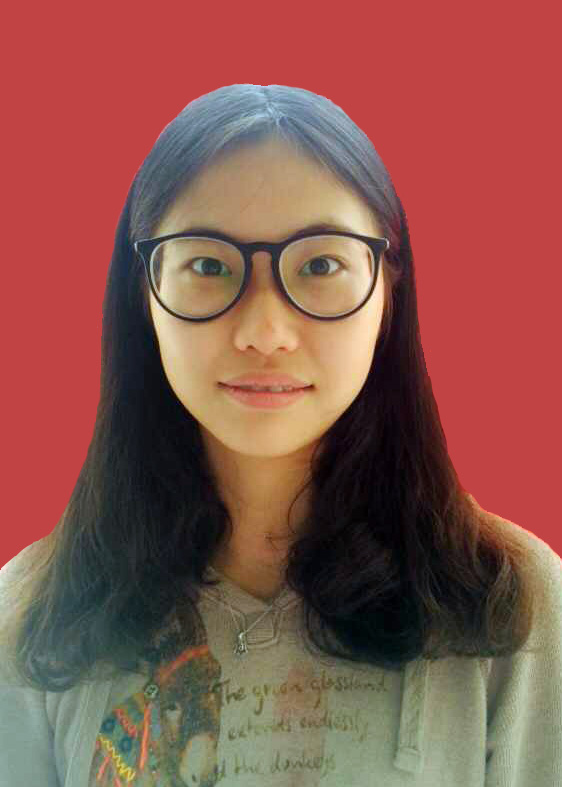 The green glassland
extends endlessly
d the donkeys